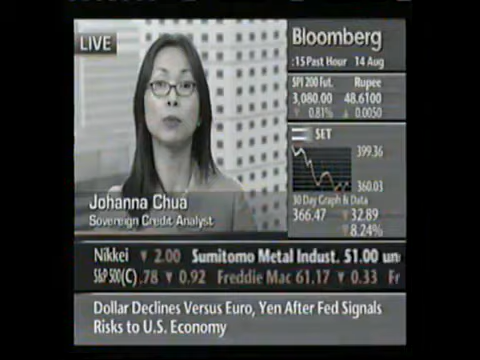 LIVE
Bloomberg
:15 Past Hour 14 Aug
SPI 200 Fut. Rupee
3,080.00 48.6100
▼ 0.81% ▲ 0.0050
SET
399.36
360.03
30 Day Graph & Data
366.47 ▼ 32.89
▼ 8.24%
Johanna Chua
Sovereign Credit Analyst
Nikkei ▼ 2.00 Sumitomo Metal Indust. 51.00 un
S&P 500(C) .78 ▼ 0.92 Freddie Mac 61.17 ▼ 0.33 Fr
Dollar Declines Versus Euro, Yen After Fed Signals
Risks to U.S. Economy